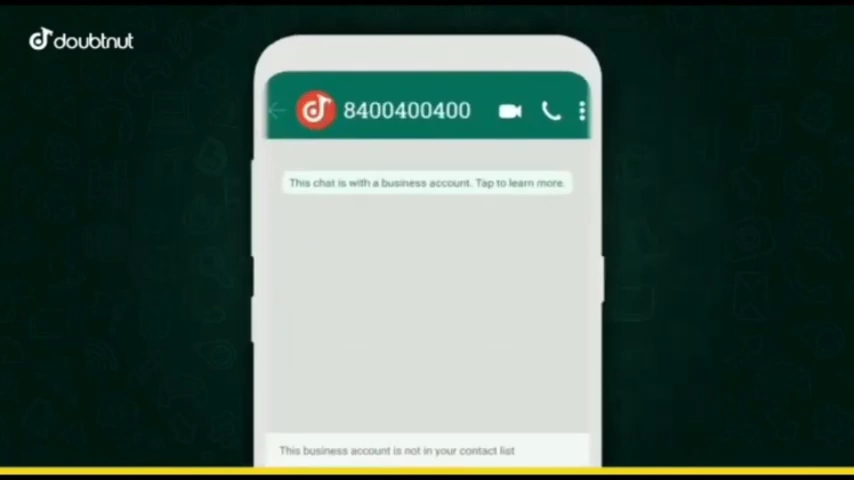 doubtnut
8400400400
This chat is with a business account. Tap to learn more.
This business account is not in your contact list